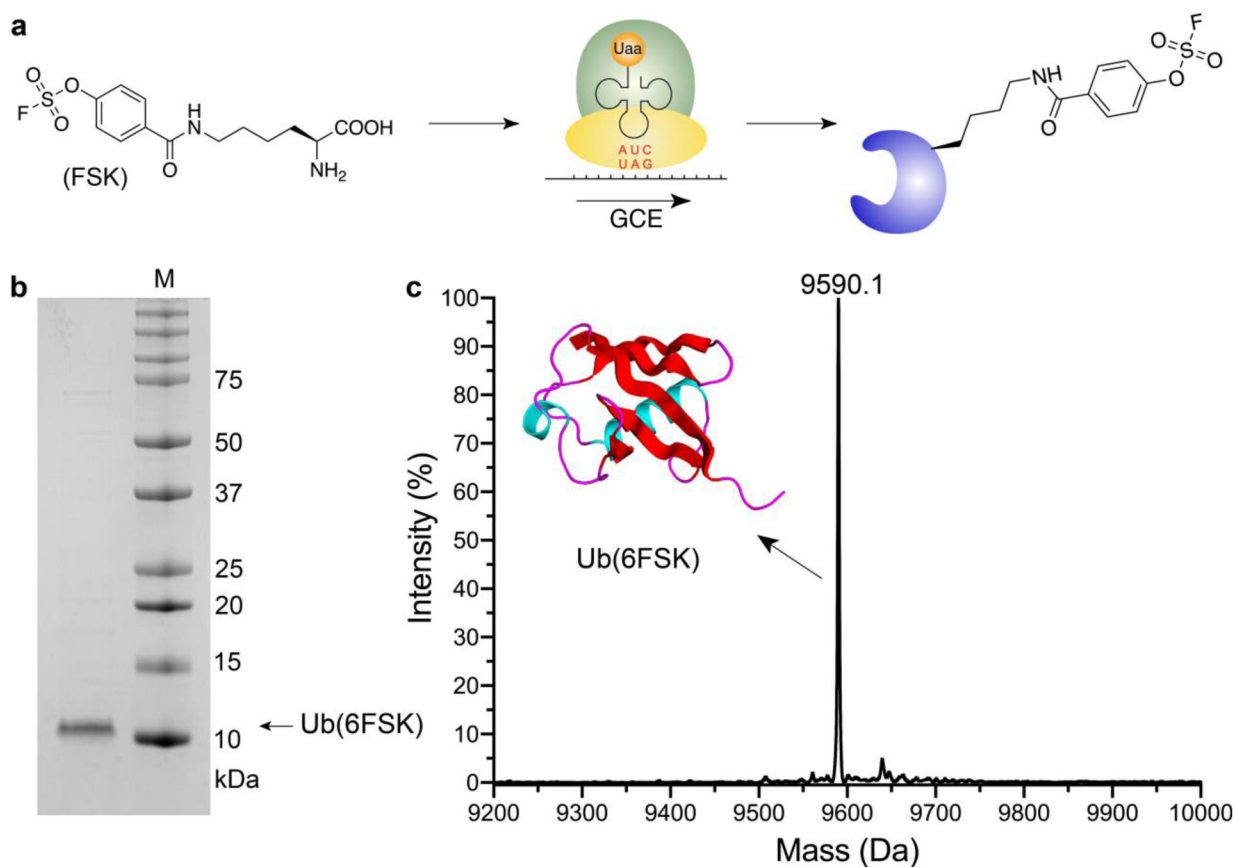 a
O
O
S
O
F
O
N
H
COOH
NH2
(FSK)
Uaa
AUC
UAG
GCE
NH
O
F
O
S
O
O
b
M
75
50
37
25
20
15
10
kDa
Ub(6FSK)
c
9590.1
100
90
80
70
60
50
40
30
20
10
0
Intensity (%)
Ub(6FSK)
9200 9300 9400 9500 9600 9700 9800 9900 10000
Mass (Da)